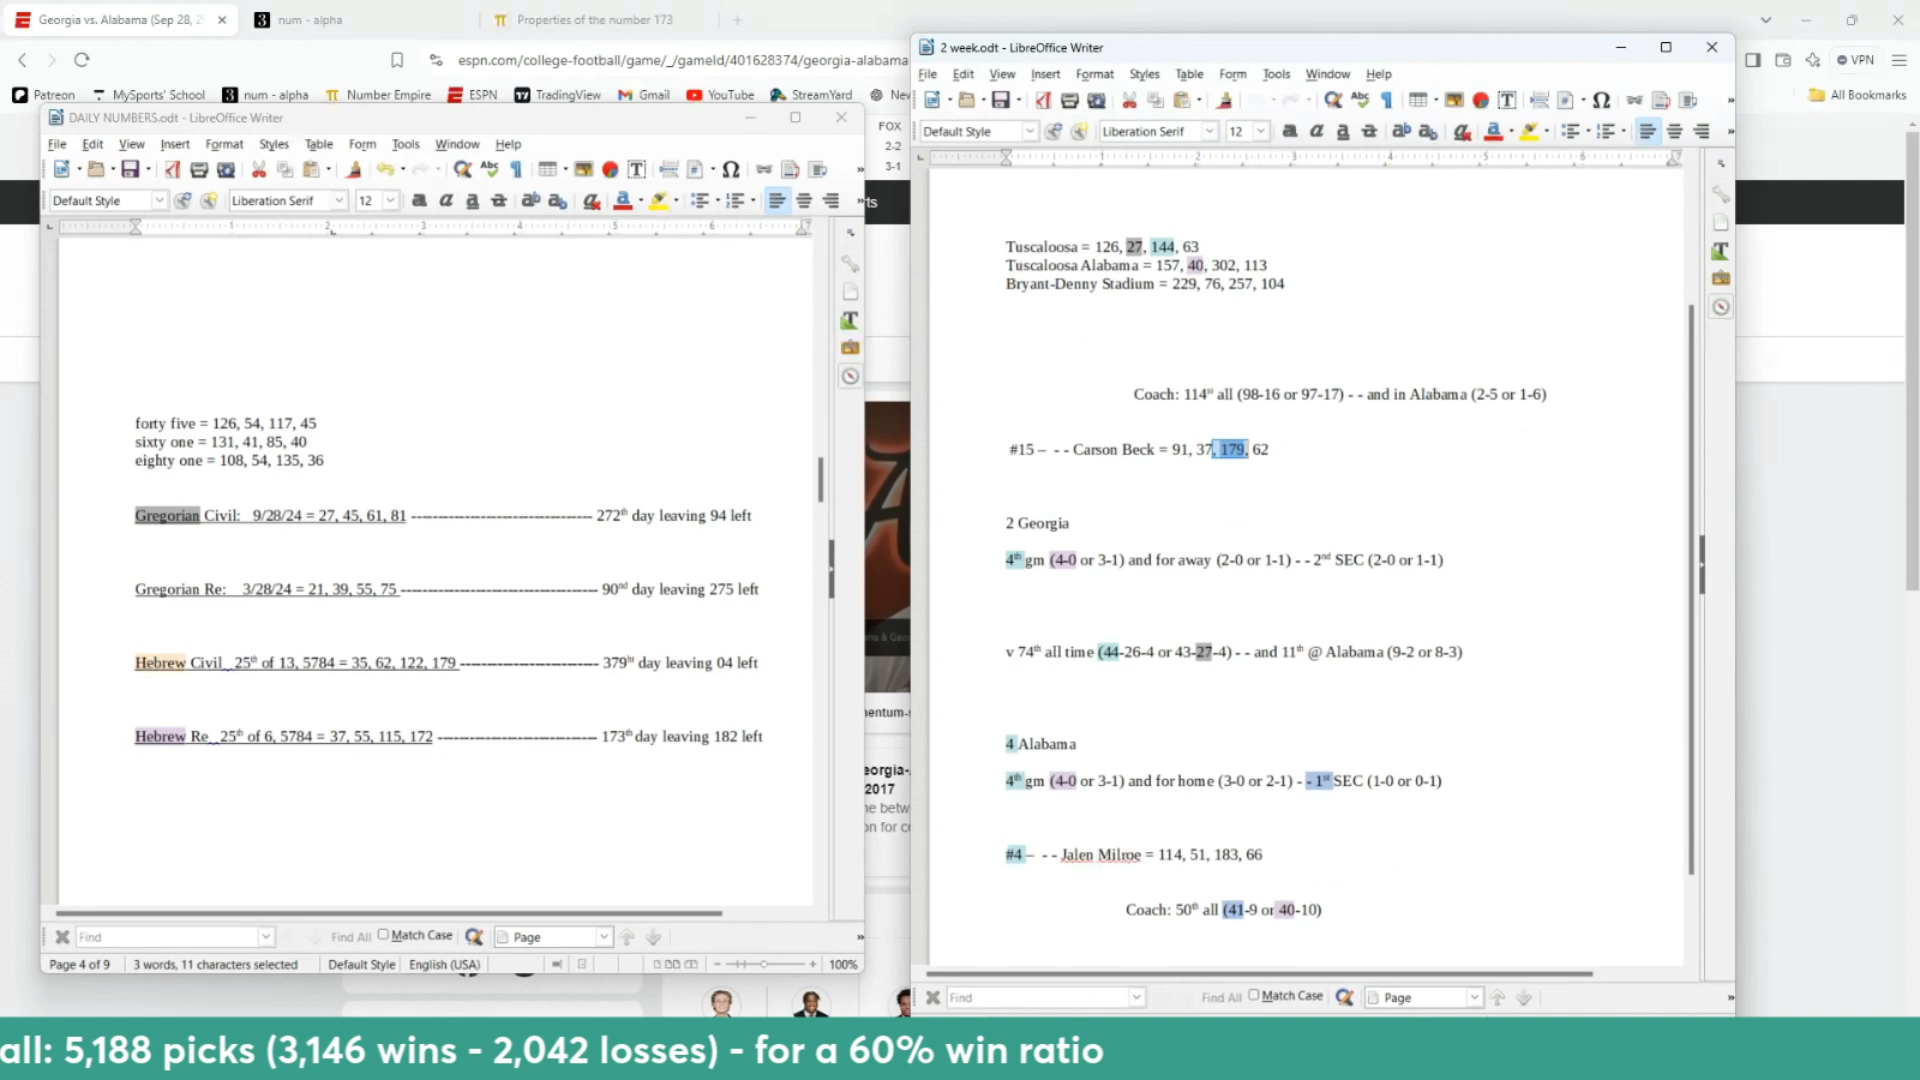 Georgia vs. Alabama (Sep 28, 2
num - alpha
Properties of the number 173
espn.com/college-football/game/_/gameId/401628374/georgia-alabama
VPN
Patreon
MySports' School
num - alpha
Number Empire
ESPN
TradingView
Gmail
YouTube
StreamYard
Nev
All Bookmarks
FOX
2-2
3-1
ts
DAILY NUMBERS.odt - LibreOffice Writer
File Edit View Insert Format Styles Table Form Tools Window Help
Default Style
Liberation Serif
12
forty five = 126, 54, 117, 45
sixty one = 131, 41, 85, 40
eighty one = 108, 54, 135, 36
Gregorian Civil: 9/28/24 = 27, 45, 61, 81 ---------------------------------- 272th day leaving 94 left
Gregorian Re: 3/28/24 = 21, 39, 55, 75 ------------------------------------- 90nd day leaving 275 left
Hebrew Civil 25th of 13, 5784 = 35, 62, 122, 179 -------------------------- 379ht day leaving 04 left
Hebrew Re 25th of 6, 5784 = 37, 55, 115, 172 ------------------------------ 173th day leaving 182 left
Find
Find All
Match Case
Page
Page 4 of 9
3 words, 11 characters selected
Default Style
English (USA)
100%
2 week.odt - LibreOffice Writer
File Edit View Insert Format Styles Table Form Tools Window Help
Default Style
Liberation Serif
12
Tuscaloosa = 126, 27, 144, 63
Tuscaloosa Alabama = 157, 40, 302, 113
Bryant-Denny Stadium = 229, 76, 257, 104
Coach: 114st all (98-16 or 97-17) - - and in Alabama (2-5 or 1-6)
#15 – - - Carson Beck = 91, 37, 179, 62
2 Georgia
4th gm (4-0 or 3-1) and for away (2-0 or 1-1) - - 2nd SEC (2-0 or 1-1)
v 74th all time (44-26-4 or 43-27-4) - - and 11th @ Alabama (9-2 or 8-3)
4 Alabama
4th gm (4-0 or 3-1) and for home (3-0 or 2-1) - - 1st SEC (1-0 or 0-1)
#4 – - - Jalen Milroe = 114, 51, 183, 66
Coach: 50th all (41-9 or 40-10)
Find
Find All
Match Case
Page
2017
all: 5,188 picks (3,146 wins - 2,042 losses) - for a 60% win ratio